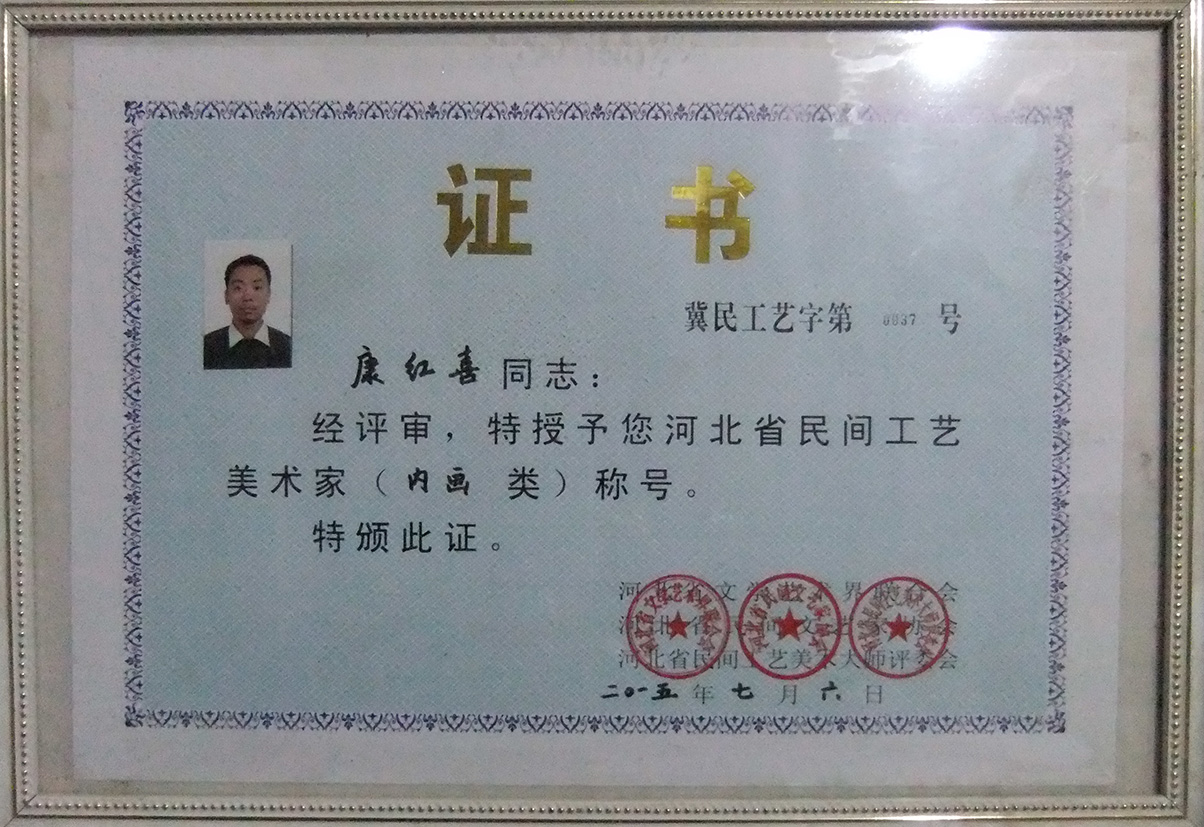 证书
冀民工艺字第 0037 号
康红喜同志：
经评审，特授予您河北省民间工艺
美术家（内画 类）称号。
特颁此证。
河北省文学艺术界联合会
河北省民间文艺家协会
河北省民间工艺美术大师评委会
二〇一五年七月六日